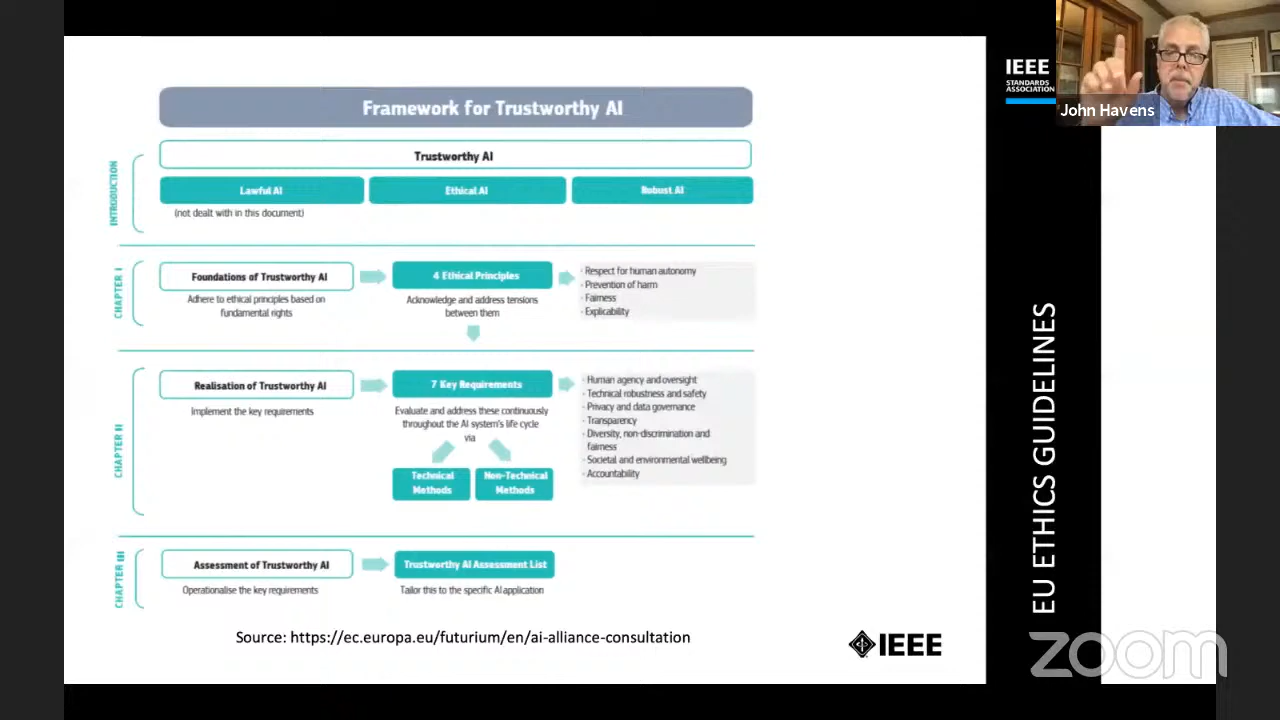 Framework for Trustworthy AI
INTRODUCTION
Trustworthy AI
Lawful AI
Ethical AI
Robust AI
(not dealt with in this document)
CHAPTER I
Foundations of Trustworthy AI
Adhere to ethical principles based on
fundamental rights
4 Ethical Principles
Acknowledge and address tensions
between them
· Respect for human autonomy
· Prevention of harm
· Fairness
· Explicability
CHAPTER II
Realisation of Trustworthy AI
Implement the key requirements
7 Key Requirements
Evaluate and address these continuously
throughout the AI system's life cycle
via
Technical
Methods
Non-Technical
Methods
· Human agency and oversight
· Technical robustness and safety
· Privacy and data governance
· Transparency
· Diversity, non-discrimination and
fairness
· Societal and environmental wellbeing
· Accountability
CHAPTER III
Assessment of Trustworthy AI
Operationalise the key requirements
Trustworthy AI Assessment List
Tailor this to the specific AI application
Source: https://ec.europa.eu/futurium/en/ai-alliance-consultation
IEEE
EU ETHICS GUIDELINES
IEEE
STANDARDS
ASSOCIATION
John Havens
zoom